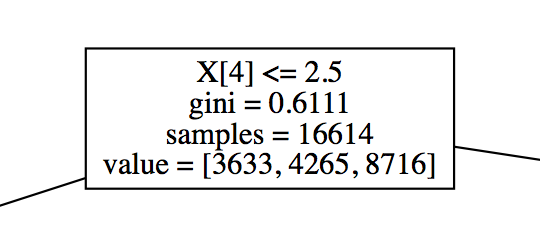 X[4] <= 2.5
gini = 0.6111
samples = 16614
value = [3633, 4265, 8716]